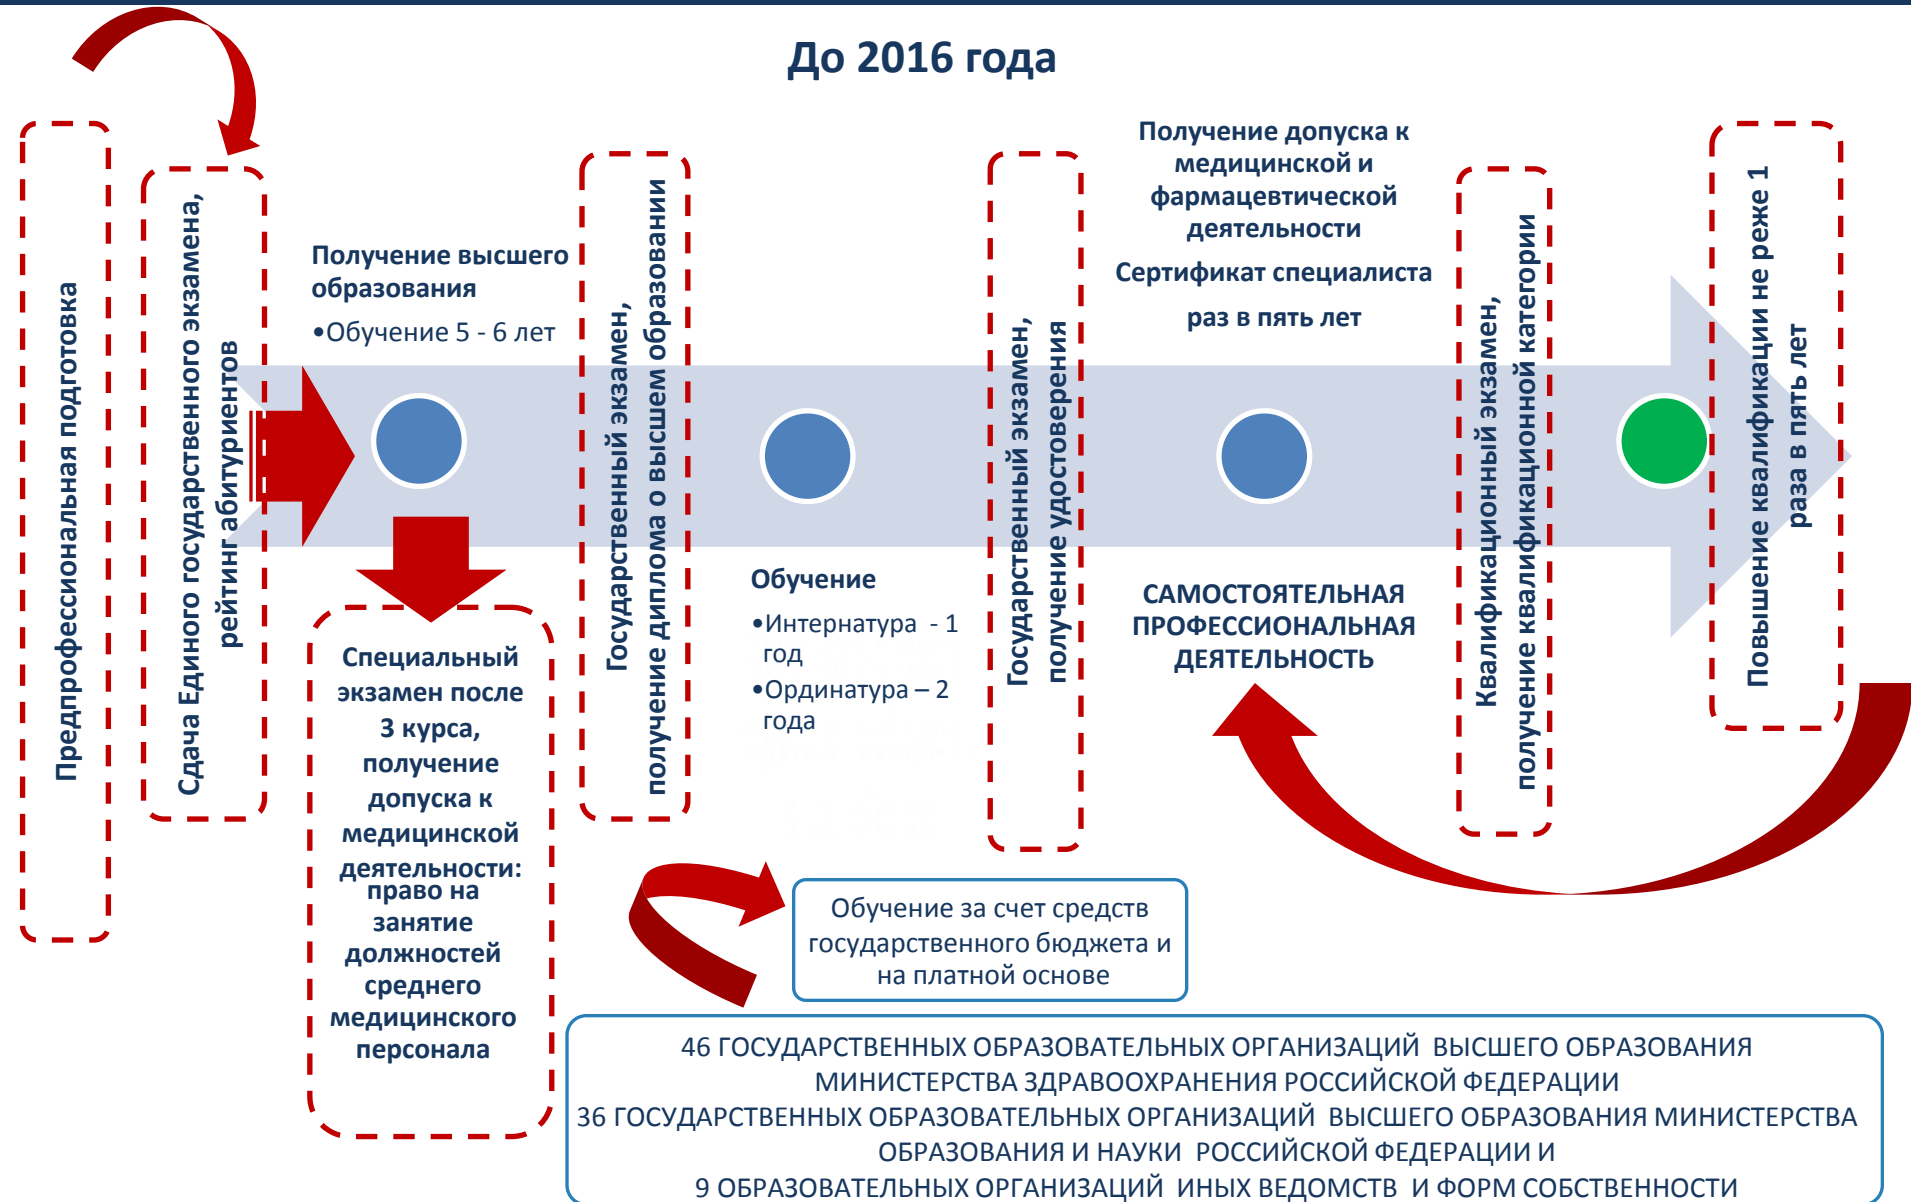 До 2016 года
Предпрофессиональная подготовка
Сдача Единого государственного экзамена,
рейтинг абитуриентов
Получение высшего
образования
•Обучение 5 - 6 лет
Специальный
экзамен после
3 курса,
получение
допуска к
медицинской
деятельности:
право на
занятие
должностей
среднего
медицинского
персонала
Государственный экзамен,
получение диплома о высшем образовании
Обучение
•Интернатура - 1
год
•Ординатура – 2
года
Государственный экзамен,
получение удостоверения
Получение допуска к
медицинской и
фармацевтической
деятельности
Сертификат специалиста
раз в пять лет
САМОСТОЯТЕЛЬНАЯ
ПРОФЕССИОНАЛЬНАЯ
ДЕЯТЕЛЬНОСТЬ
Квалификационный экзамен,
получение квалификационной категории
Повышение квалификации не реже 1
раза в пять лет
Обучение за счет средств
государственного бюджета и
на платной основе
46 ГОСУДАРСТВЕННЫХ ОБРАЗОВАТЕЛЬНЫХ ОРГАНИЗАЦИЙ ВЫСШЕГО ОБРАЗОВАНИЯ
МИНИСТЕРСТВА ЗДРАВООХРАНЕНИЯ РОССИЙСКОЙ ФЕДЕРАЦИИ
36 ГОСУДАРСТВЕННЫХ ОБРАЗОВАТЕЛЬНЫХ ОРГАНИЗАЦИЙ ВЫСШЕГО ОБРАЗОВАНИЯ МИНИСТЕРСТВА
ОБРАЗОВАНИЯ И НАУКИ РОССИЙСКОЙ ФЕДЕРАЦИИ И
9 ОБРАЗОВАТЕЛЬНЫХ ОРГАНИЗАЦИЙ ИНЫХ ВЕДОМСТВ И ФОРМ СОБСТВЕННОСТИ